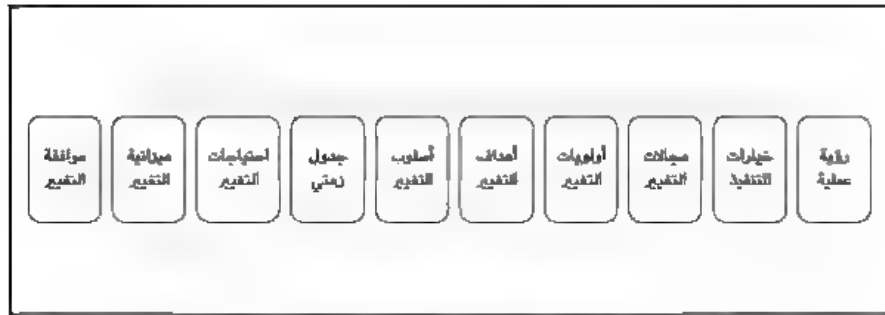 رؤية
عملية
خيارات
التنفيذ
مجالات
التغيير
أولويات
التغيير
أهداف
التغيير
أسلوب
التغيير
جدول
زمني
احتياجات
التغيير
ميزانية
التغيير
موافقة
التغيير